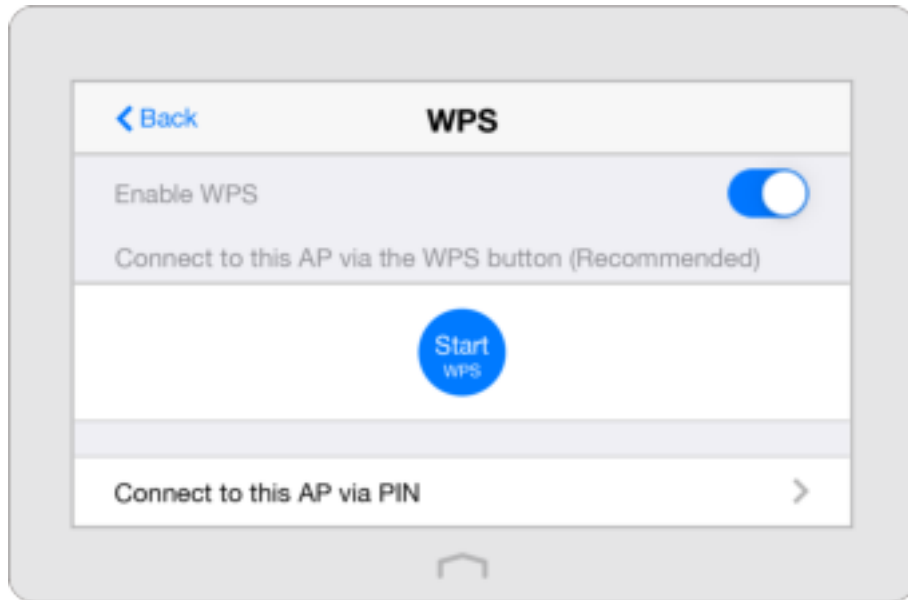 Back
WPS
Enable WPS
Connect to this AP via the WPS button (Recommended)
Start
WPS
Connect to this AP via PIN